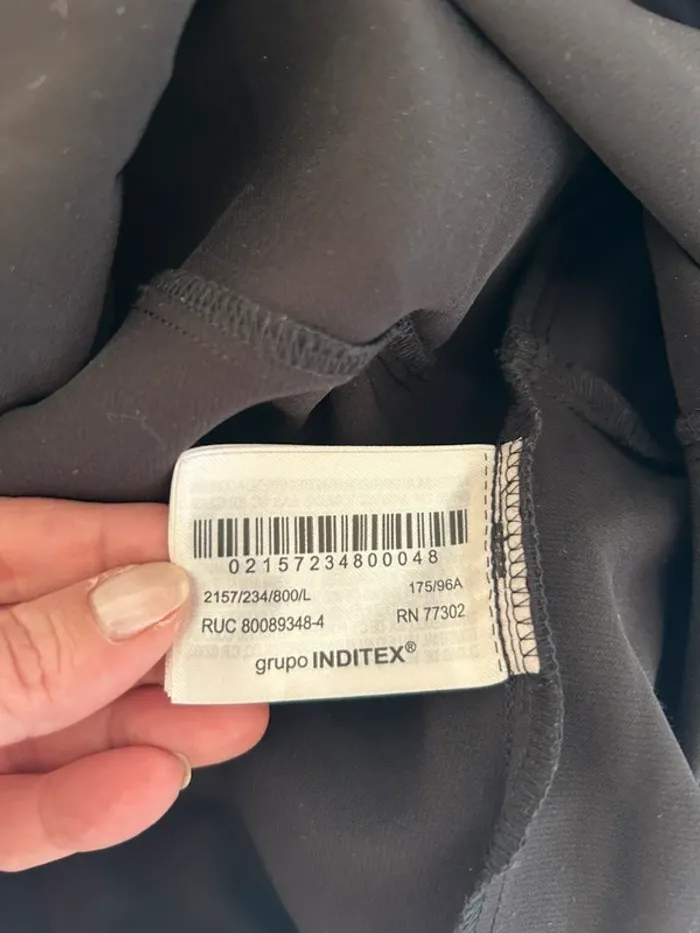 02157234800048
2157/234/800/L 175/96A
RUC 80089348-4 RN 77302
grupo INDITEX®